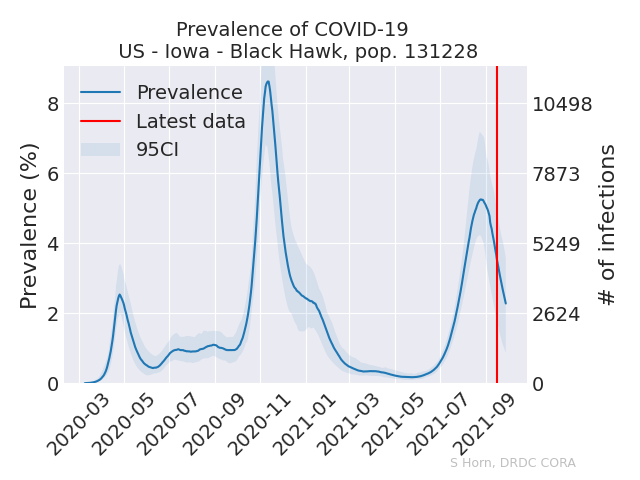 Prevalence of COVID-19
US - Iowa - Black Hawk, pop. 131228
Prevalence
Latest data
95CI
Prevalence (%)
8
6
4
2
0
10498
7873
5249
2624
0
# of infections
2020-03
2020-05
2020-07
2020-09
2020-11
2021-01
2021-03
2021-05
2021-07
2021-09
S Horn, DRDC CORA